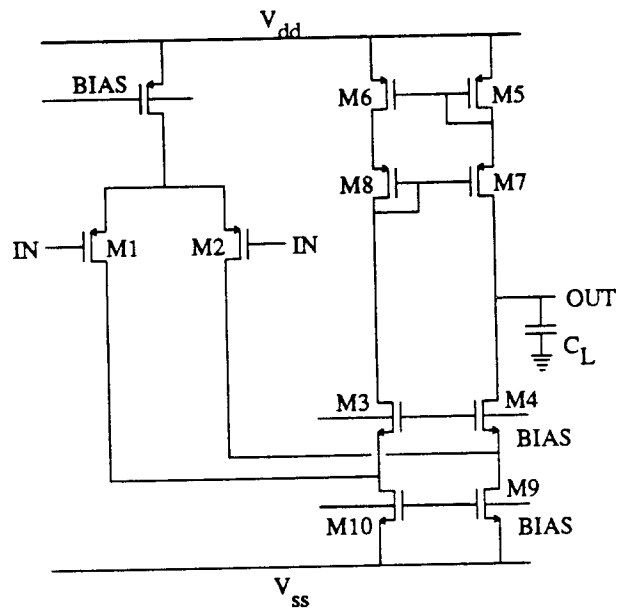 V_dd
BIAS
M6
M5
M8
M7
IN
M1
M2
IN
OUT
C_L
M3
M4
BIAS
M9
M10
BIAS
V_ss